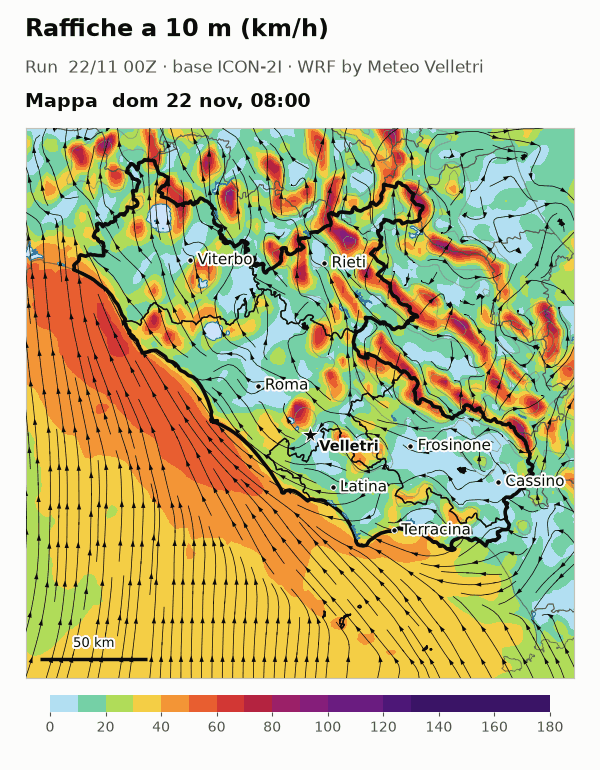 Raffiche a 10 m (km/h)
Run  22/11 00Z · base ICON-2I · WRF by Meteo Velletri
Mappa  dom 22 nov, 08:00
Viterbo
Rieti
Roma
Velletri
Frosinone
Cassino
Latina
Terracina
50 km
0 20 40 60 80 100 120 140 160 180